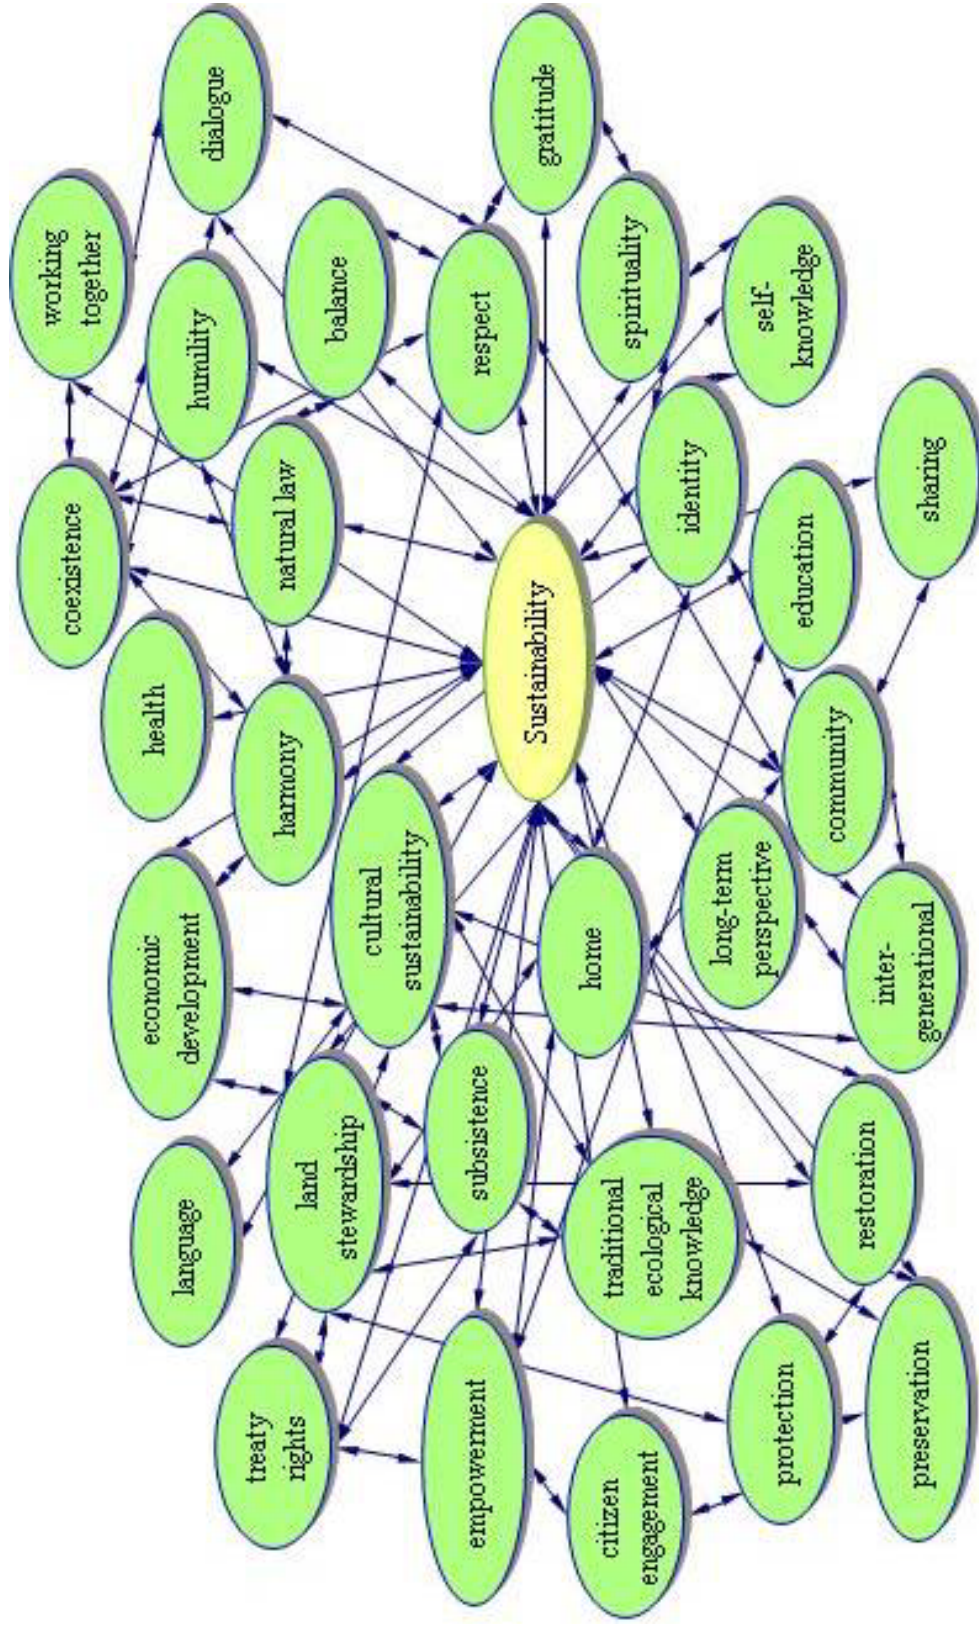 working
together
dialogue
coexistence
humility
gratitude
health
natural law
balance
respect
spirituality
self-
knowledge
economic
development
harmony
identity
sharing
education
Sustainability
language
cultural
sustainability
community
land
stewardship
home
long-term
perspective
inter-
generational
subsistence
treaty
rights
traditional
ecological
knowledge
restoration
empowerment
citizen
engagement
protection
preservation